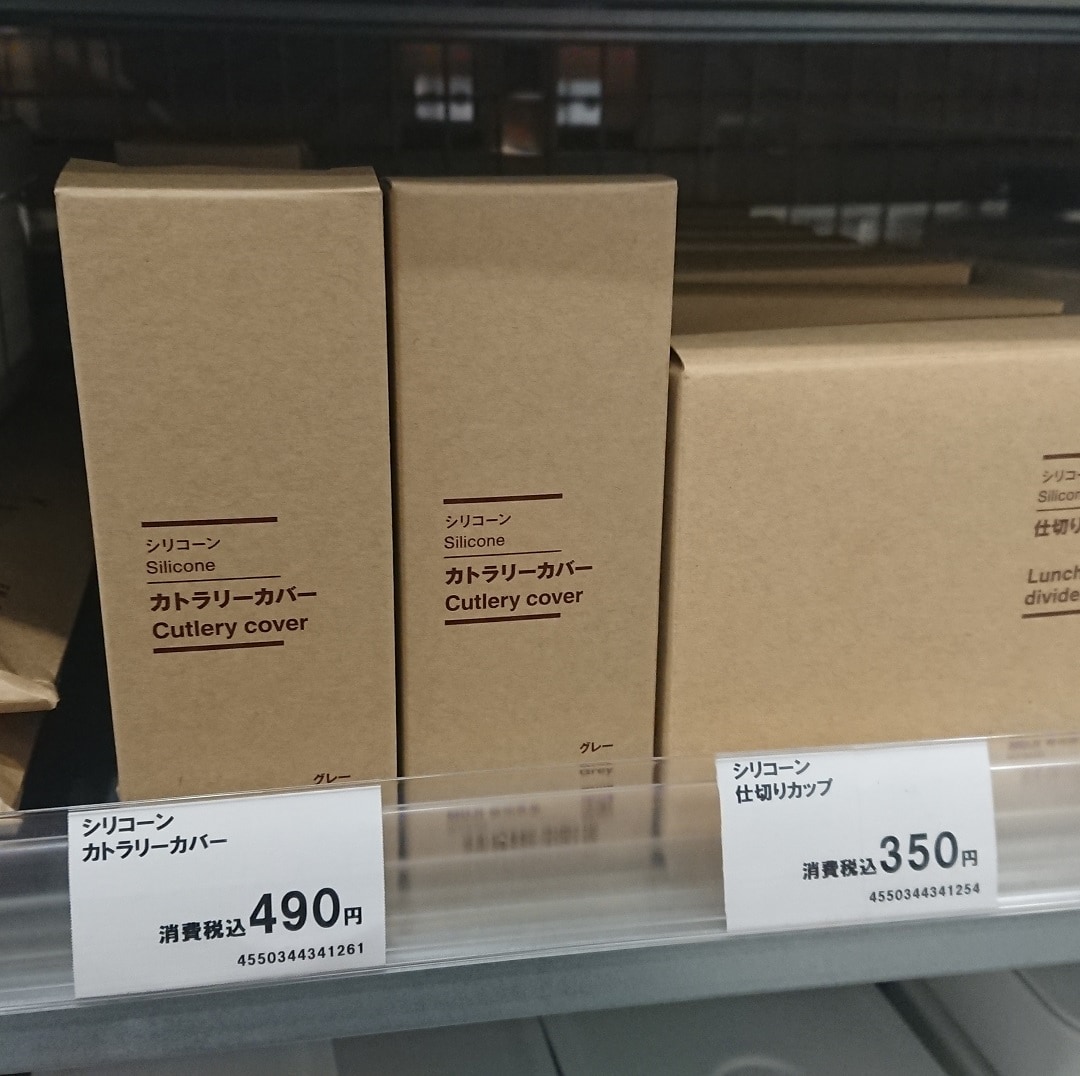 シリコーン
Silicone
カトラリーカバー
Cutlery cover
グレー
シリコーン
Silicone
カトラリーカバー
Cutlery cover
グレー
Grey
シリコーン
カトラリーカバー
消費税込490円
4550344341261
シリコーン
仕切りカップ
消費税込350円
4550344341254